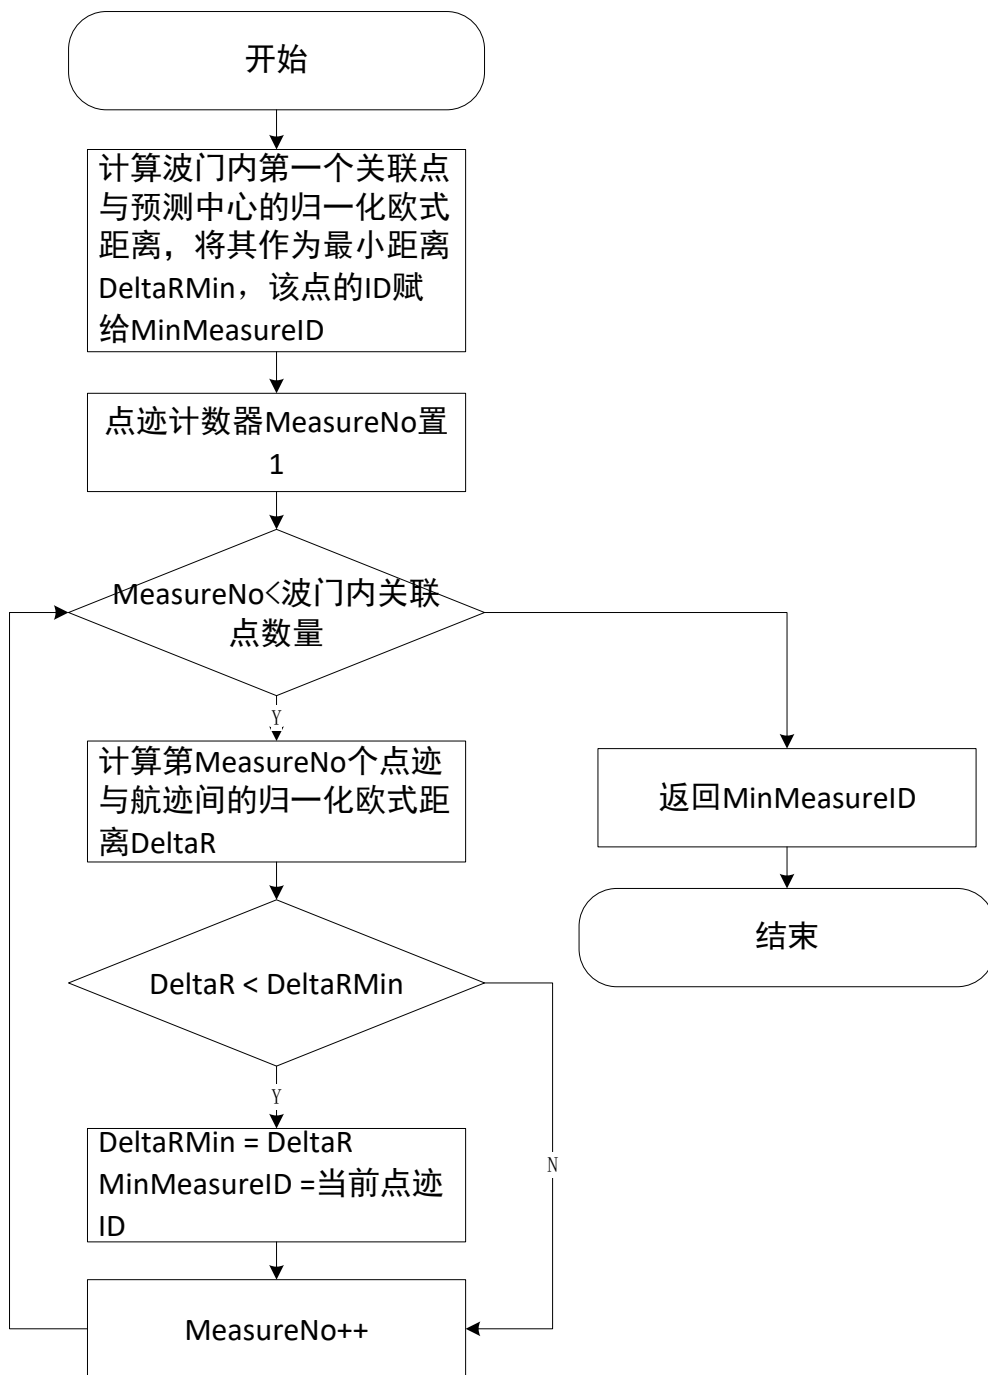 开始
计算波门内第一个关联点
与预测中心的归一化欧式
距离，将其作为最小距离
DeltaRMin，该点的ID赋
给MinMeasureID
点迹计数器MeasureNo置
1
MeasureNo<波门内关联
点数量
Y
计算第MeasureNo个点迹
与航迹间的归一化欧式距
离DeltaR
返回MinMeasureID
结束
DeltaR < DeltaRMin
Y
N
DeltaRMin = DeltaR
MinMeasureID =当前点迹
ID
MeasureNo++